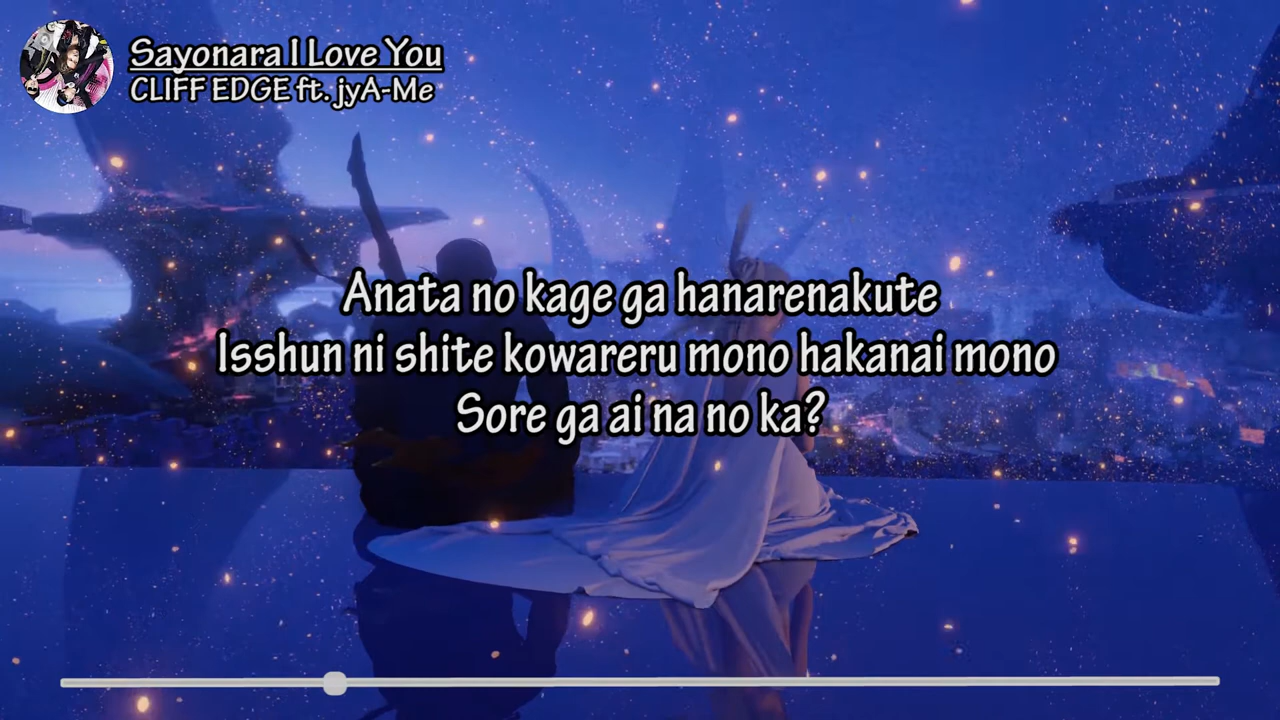 Sayonara I Love You
CLIFF EDGE ft. jyA-Me
Anata no kage ga hanarenakute
Isshun ni shite kowareru mono hakanai mono
Sore ga ai na no ka?